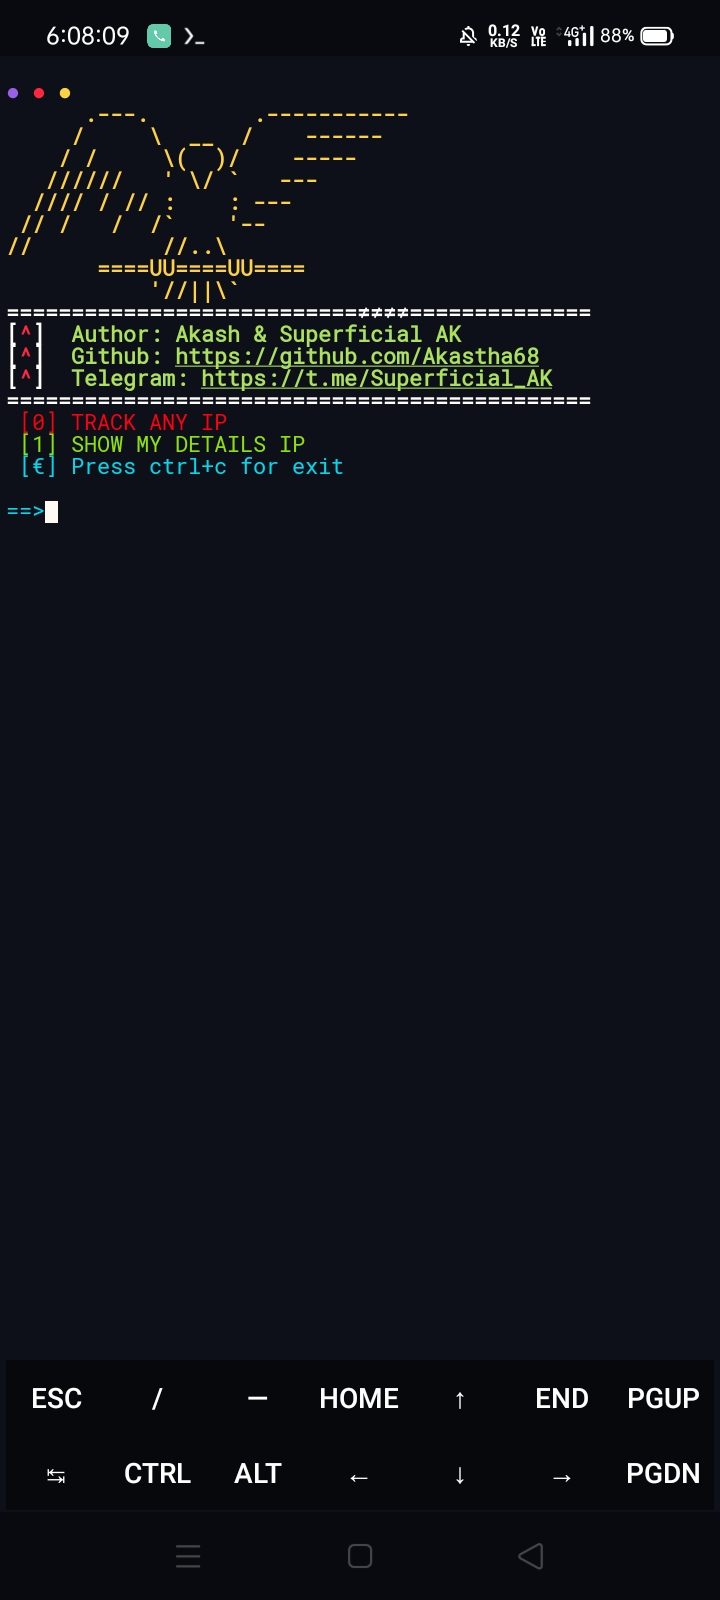 6:08:09 0.12 KB/S Vo LTE 4G+ 88%
.---.         .-----------
/     \  __  /    ------
/ /     \(  )/    -----
//////   ' \/ `   ---
//// / // :    : ---
// /   /  /`    '--
//          //..\
====UU====UU====
'//||\`
===========================≠≠≠≠==============
[^]  Author: Akash & Superficial AK
[^]  Github: https://github.com/Akastha68
[^]  Telegram: https://t.me/Superficial_AK
=============================================
[0] TRACK ANY IP
[1] SHOW MY DETAILS IP
[€] Press ctrl+c for exit
==>
ESC / — HOME ↑ END PGUP
↹ CTRL ALT ← ↓ → PGDN